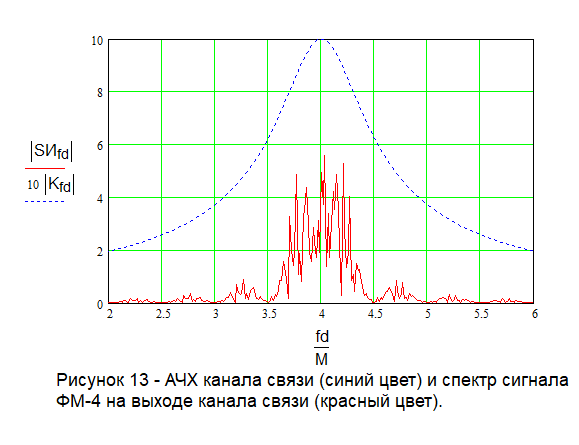 10
8
6
4
2
0
|SИfd|
10 |Kfd|
2 2.5 3 3.5 4 4.5 5 5.5 6
fd
M
Рисунок 13 - АЧХ канала связи (синий цвет) и спектр сигнала
ФМ-4 на выходе канала связи (красный цвет).